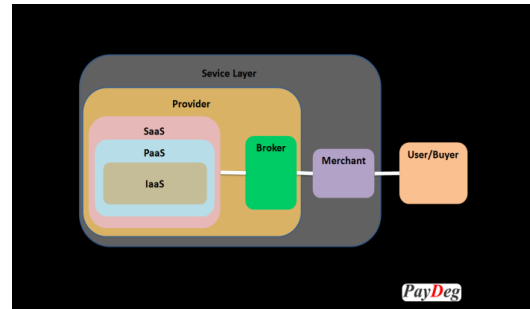 Sevice Layer
Provider
SaaS
PaaS
IaaS
Broker
Merchant
User/Buyer
PayDeg